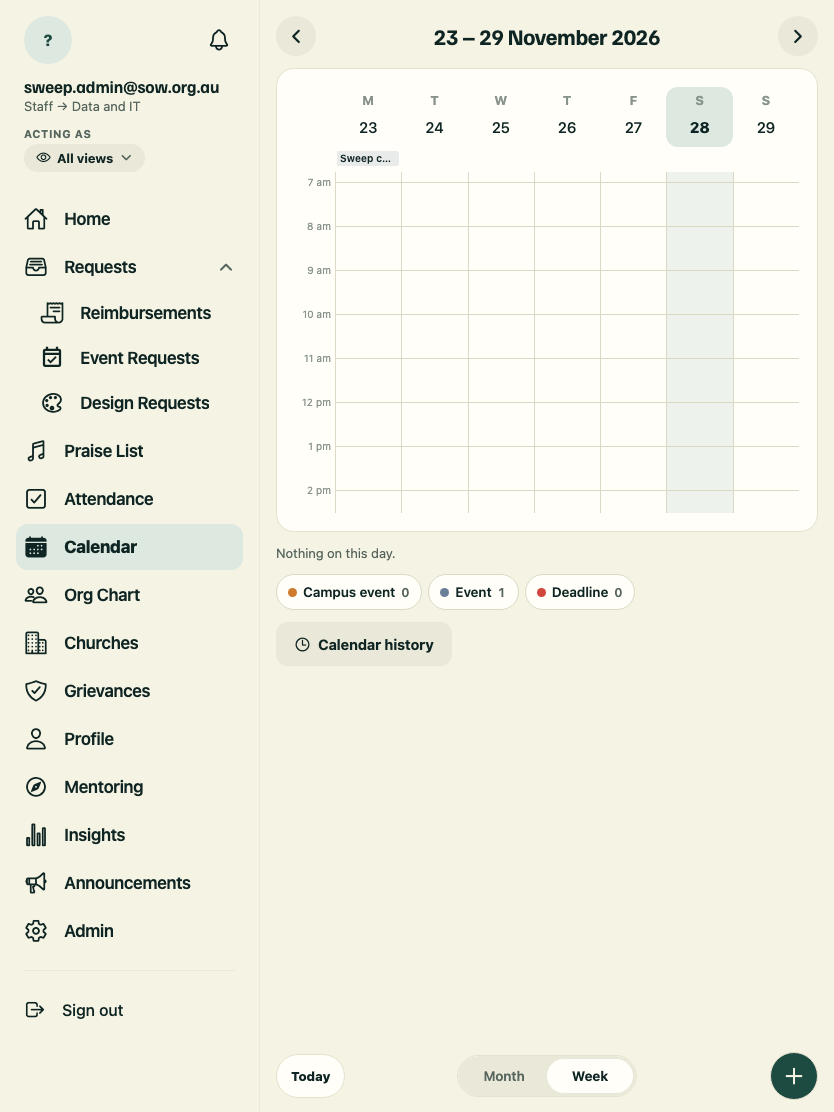 ?
sweep.admin@sow.org.au
Staff → Data and IT
ACTING AS
All views
Home
Requests
Reimbursements
Event Requests
Design Requests
Praise List
Attendance
Calendar
Org Chart
Churches
Grievances
Profile
Mentoring
Insights
Announcements
Admin
Sign out
23 – 29 November 2026
M T W T F S S
23 24 25 26 27 28 29
Sweep c...
7 am
8 am
9 am
10 am
11 am
12 pm
1 pm
2 pm
Nothing on this day.
Campus event 0 Event 1 Deadline 0
Calendar history
Today Month Week